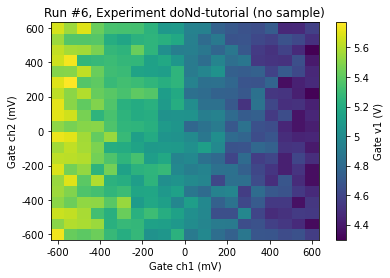 Run #6, Experiment doNd-tutorial (no sample)
600
400
200
0
-200
-400
-600
Gate ch2 (mV)
-600 -400 -200 0 200 400 600
Gate ch1 (mV)
5.6
5.4
5.2
5
4.8
4.6
4.4
Gate v1 (V)